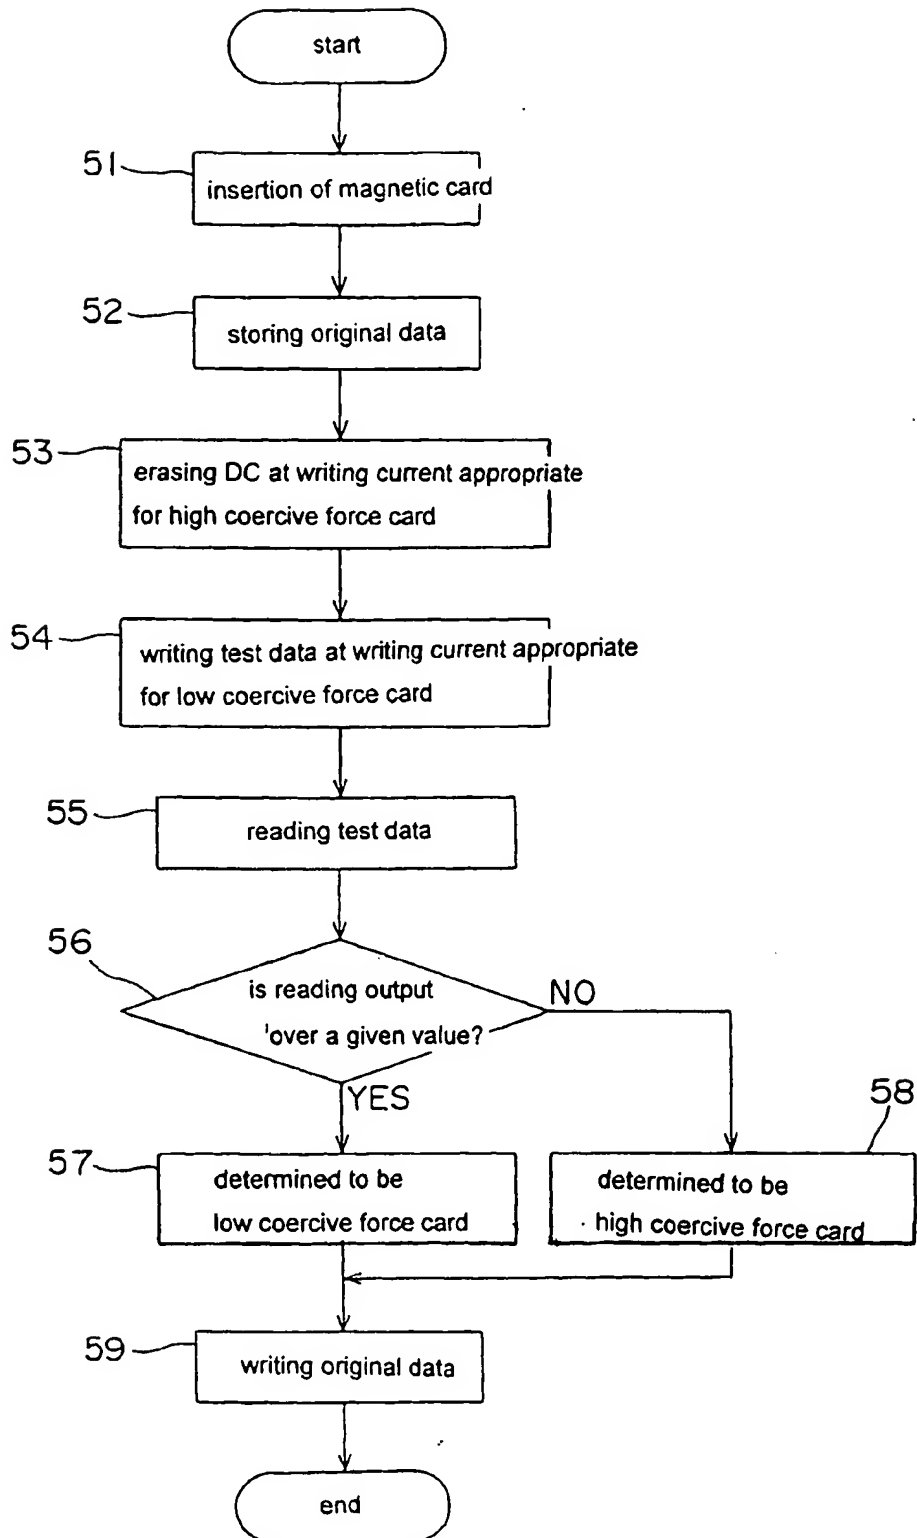 start
51
insertion of magnetic card
52
storing original data
53
erasing DC at writing current appropriate
for high coercive force card
54
writing test data at writing current appropriate
for low coercive force card
55
reading test data
56
is reading output
'over a given value?
NO
YES
57
determined to be
low coercive force card
58
determined to be
high coercive force card
59
writing original data
end